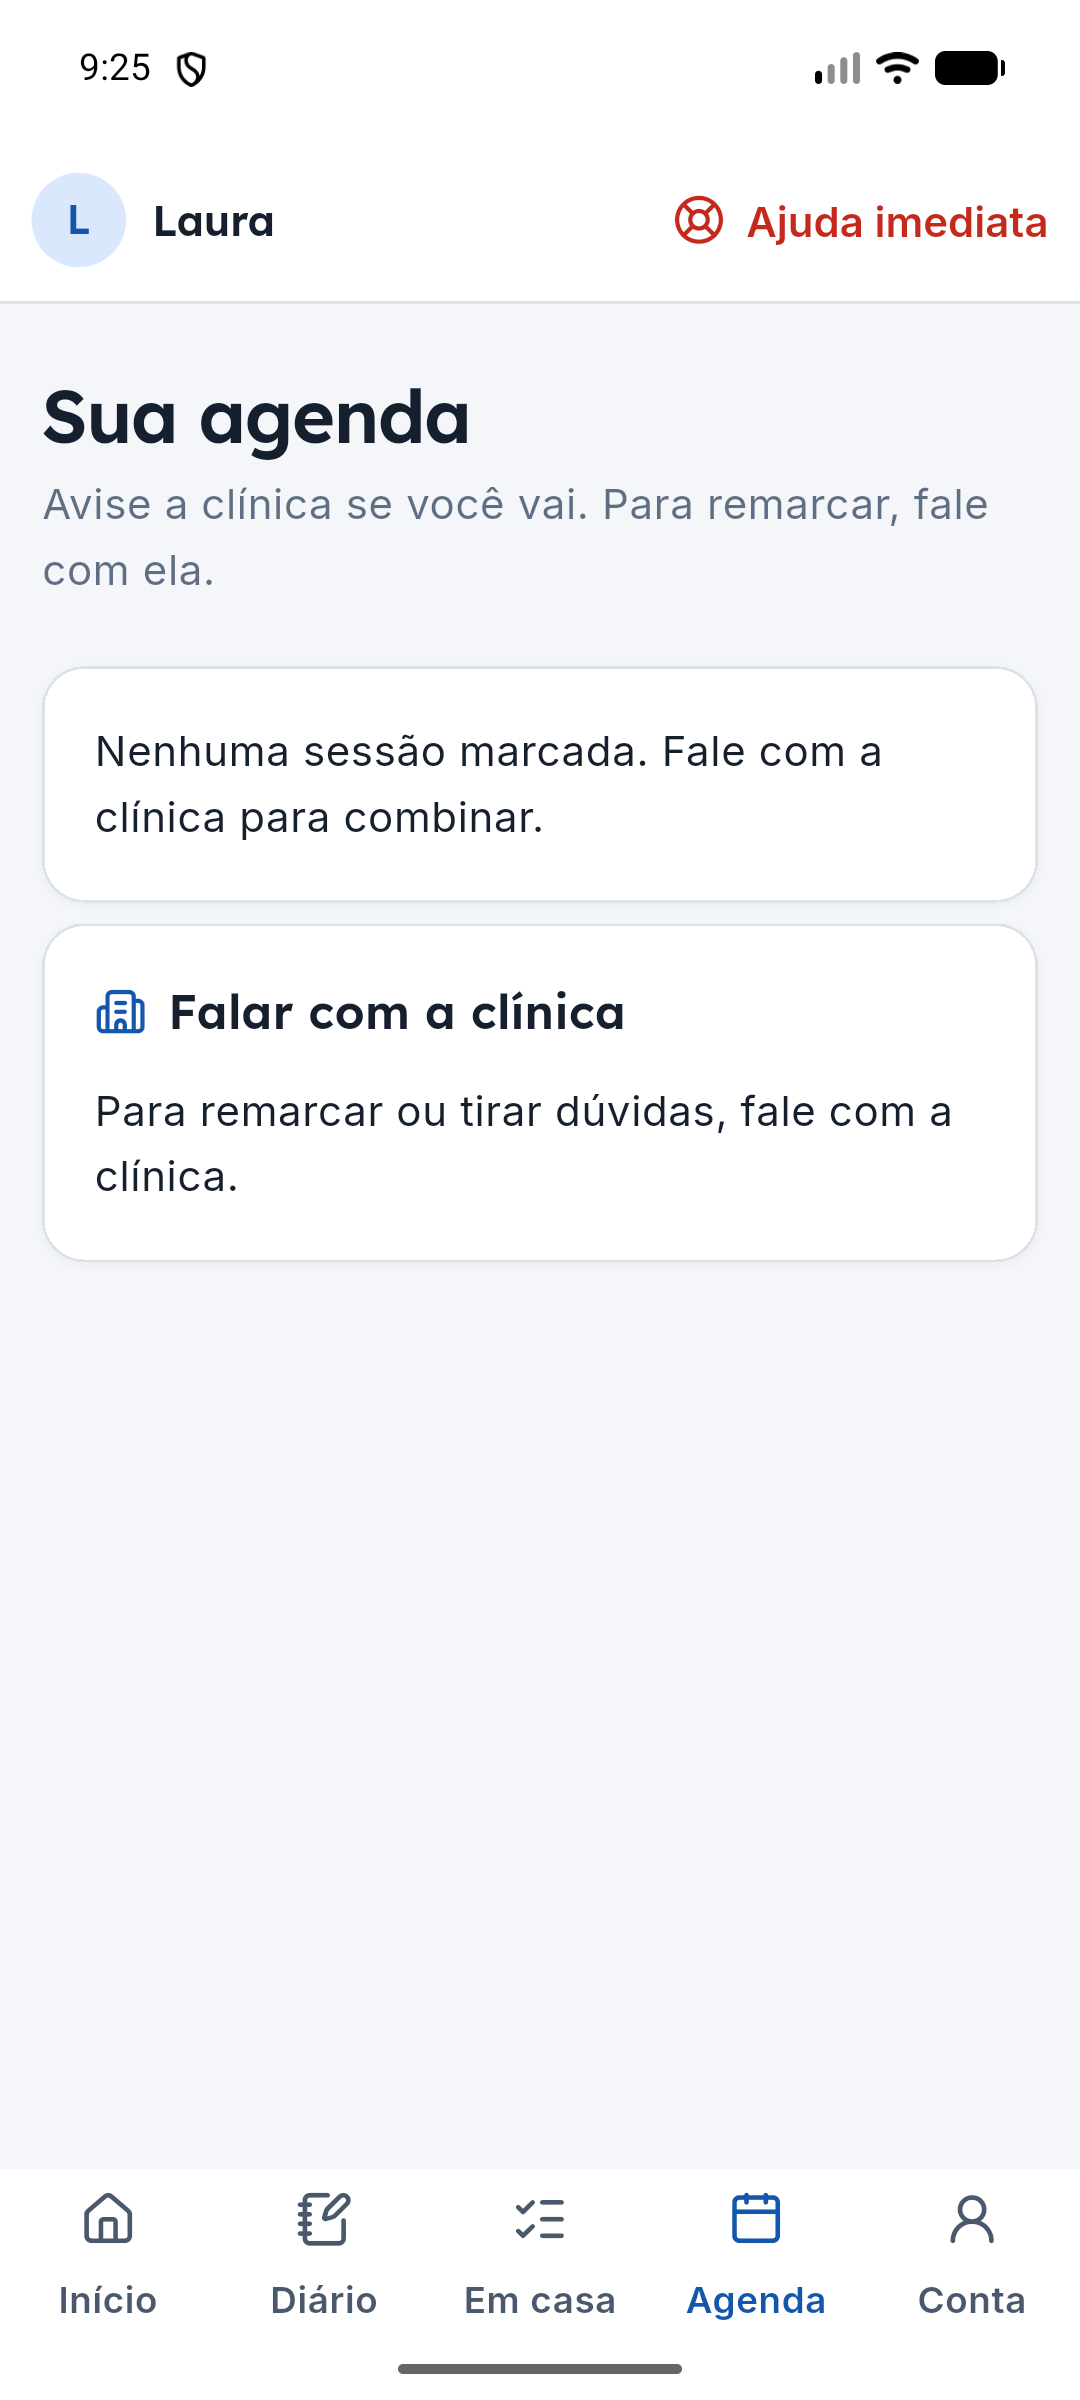 9:25
L
Laura
Ajuda imediata
Sua agenda
Avise a clínica se você vai. Para remarcar, fale
com ela.
Nenhuma sessão marcada. Fale com a
clínica para combinar.
Falar com a clínica
Para remarcar ou tirar dúvidas, fale com a
clínica.
Início
Diário
Em casa
Agenda
Conta